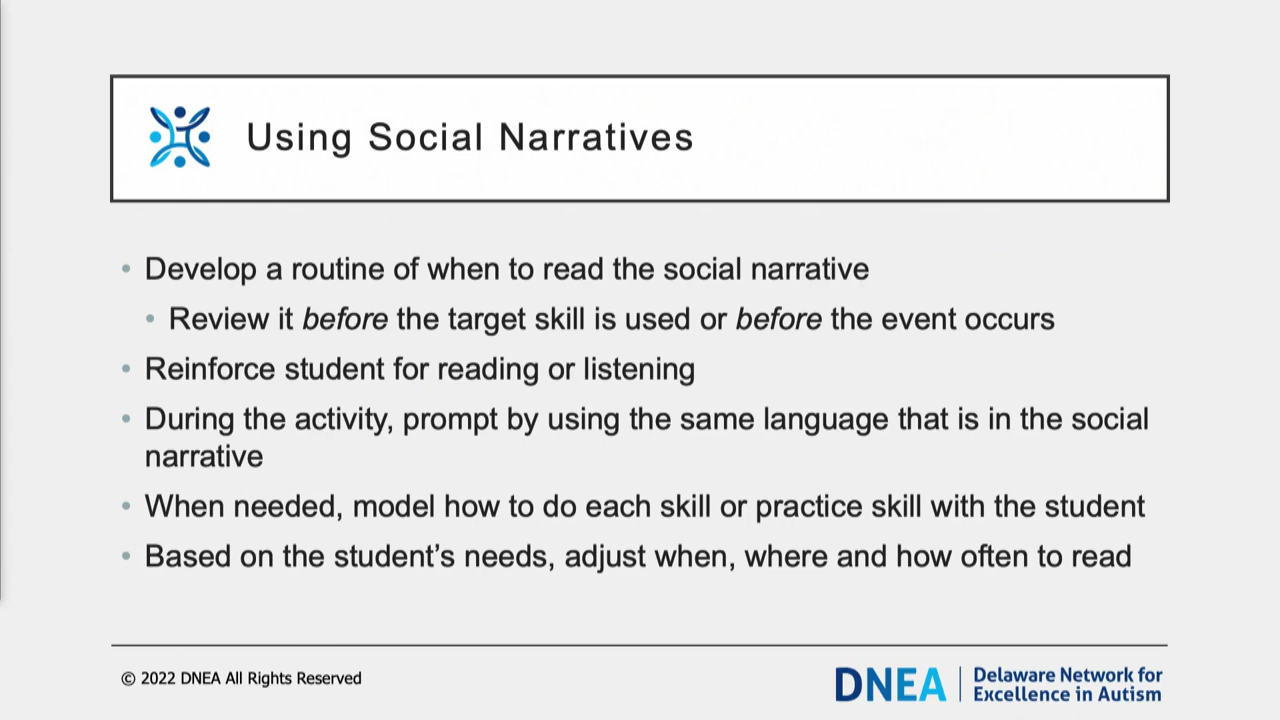 Using Social Narratives
• Develop a routine of when to read the social narrative
• Review it before the target skill is used or before the event occurs
• Reinforce student for reading or listening
• During the activity, prompt by using the same language that is in the social
narrative
• When needed, model how to do each skill or practice skill with the student
• Based on the student’s needs, adjust when, where and how often to read
© 2022 DNEA All Rights Reserved
DNEA
Delaware Network for
Excellence in Autism